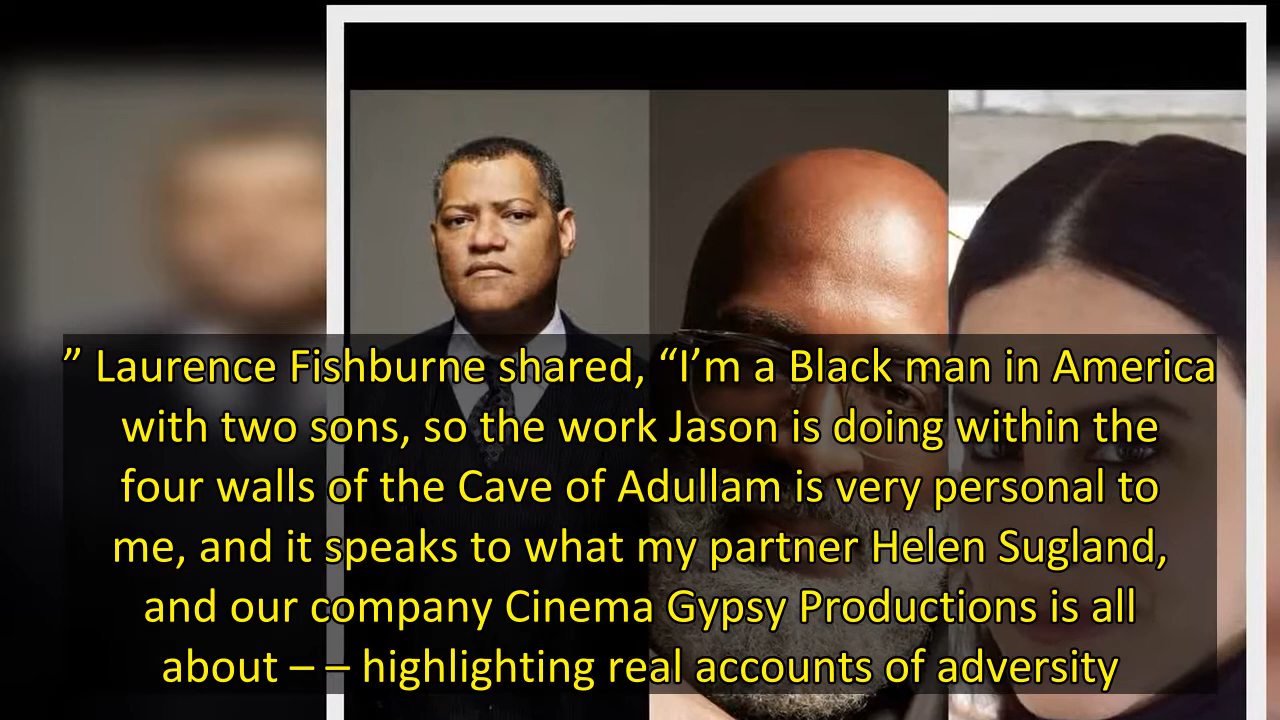 ” Laurence Fishburne shared, “I’m a Black man in America
with two sons, so the work Jason is doing within the
four walls of the Cave of Adullam is very personal to
me, and it speaks to what my partner Helen Sugland,
and our company Cinema Gypsy Productions is all
about – – highlighting real accounts of adversity